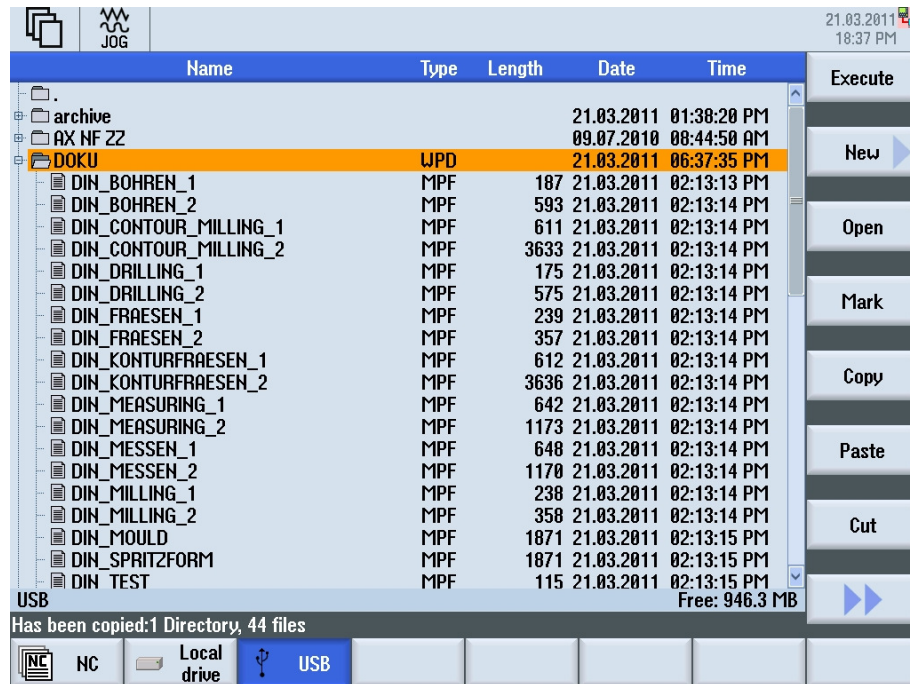 JOG
21.03.2011
18:37 PM
Name Type Length Date Time
Execute
.
archive 21.03.2011 01:38:20 PM
AX NF ZZ 09.07.2010 08:44:50 AM
New
DOKU WPD 21.03.2011 06:37:35 PM
DIN_BOHREN_1 MPF 187 21.03.2011 02:13:13 PM
DIN_BOHREN_2 MPF 593 21.03.2011 02:13:14 PM
DIN_CONTOUR_MILLING_1 MPF 611 21.03.2011 02:13:14 PM
Open
DIN_CONTOUR_MILLING_2 MPF 3633 21.03.2011 02:13:14 PM
DIN_DRILLING_1 MPF 175 21.03.2011 02:13:14 PM
DIN_DRILLING_2 MPF 575 21.03.2011 02:13:14 PM
Mark
DIN_FRAESEN_1 MPF 239 21.03.2011 02:13:14 PM
DIN_FRAESEN_2 MPF 357 21.03.2011 02:13:14 PM
DIN_KONTURFRAESEN_1 MPF 612 21.03.2011 02:13:14 PM
Copy
DIN_KONTURFRAESEN_2 MPF 3636 21.03.2011 02:13:14 PM
DIN_MEASURING_1 MPF 642 21.03.2011 02:13:14 PM
DIN_MEASURING_2 MPF 1173 21.03.2011 02:13:14 PM
DIN_MESSEN_1 MPF 648 21.03.2011 02:13:14 PM
Paste
DIN_MESSEN_2 MPF 1170 21.03.2011 02:13:14 PM
DIN_MILLING_1 MPF 238 21.03.2011 02:13:14 PM
DIN_MILLING_2 MPF 358 21.03.2011 02:13:14 PM
Cut
DIN_MOULD MPF 1871 21.03.2011 02:13:15 PM
DIN_SPRITZFORM MPF 1871 21.03.2011 02:13:15 PM
DIN_TEST MPF 115 21.03.2011 02:13:15 PM
USB Free: 946.3 MB
Has been copied:1 Directory, 44 files
NC NC
Local
drive
USB